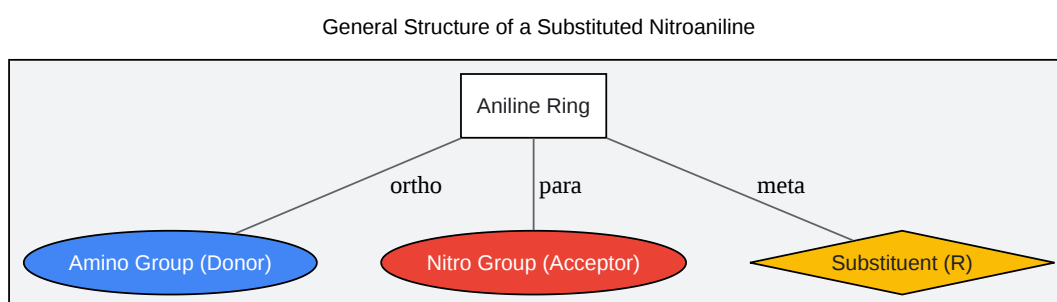 General Structure of a Substituted Nitroaniline
Aniline Ring
ortho
para
meta
Amino Group (Donor)
Nitro Group (Acceptor)
Substituent (R)